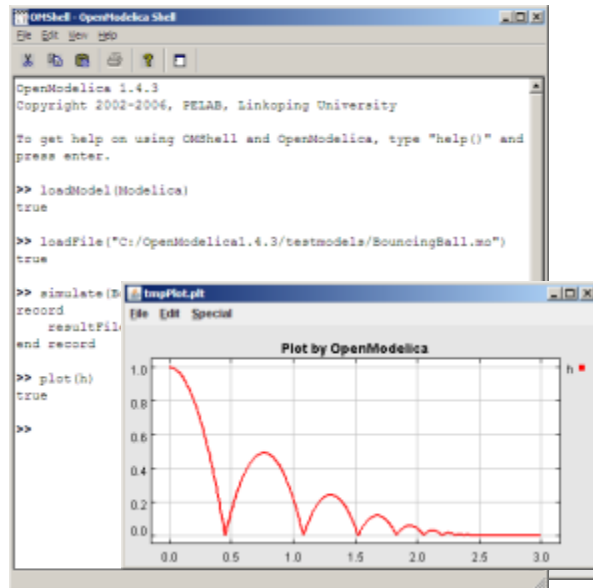 OMShell - OpenModelica Shell
File Edit View Help
OpenModelica 1.4.3
Copyright 2002-2006, PELAB, Linkoping University
To get help on using OMShell and OpenModelica, type "help()" and
press enter.
>> loadModel(Modelica)
true
>> loadFile("C:/OpenModelica1.4.3/testmodels/BouncingBall.mo")
true
>> simulate(B
record
resultFil
end record
>> plot(h)
true
>>
tmpPlot.plt
File Edit Special
Plot by OpenModelica
h
1.0
0.8
0.6
0.4
0.2
0.0
0.0 0.5 1.0 1.5 2.0 2.5 3.0